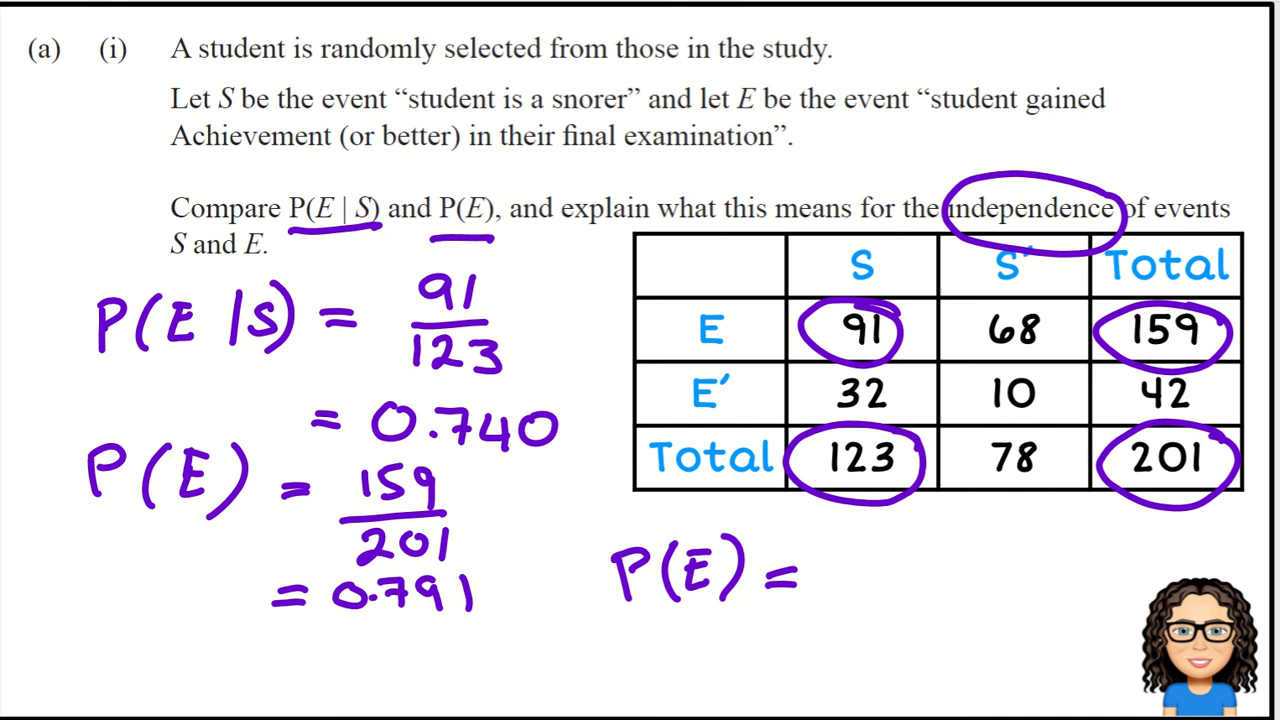 (a) (i) A student is randomly selected from those in the study.
Let S be the event “student is a snorer” and let E be the event “student gained
Achievement (or better) in their final examination”.
Compare P(E | S) and P(E), and explain what this means for the independence of events
S and E.
S S′ Total
E 91 68 159
E′ 32 10 42
Total 123 78 201
P(E | S) = 91
123
= 0.740
P(E) = 159
201
= 0.791
P(E) =